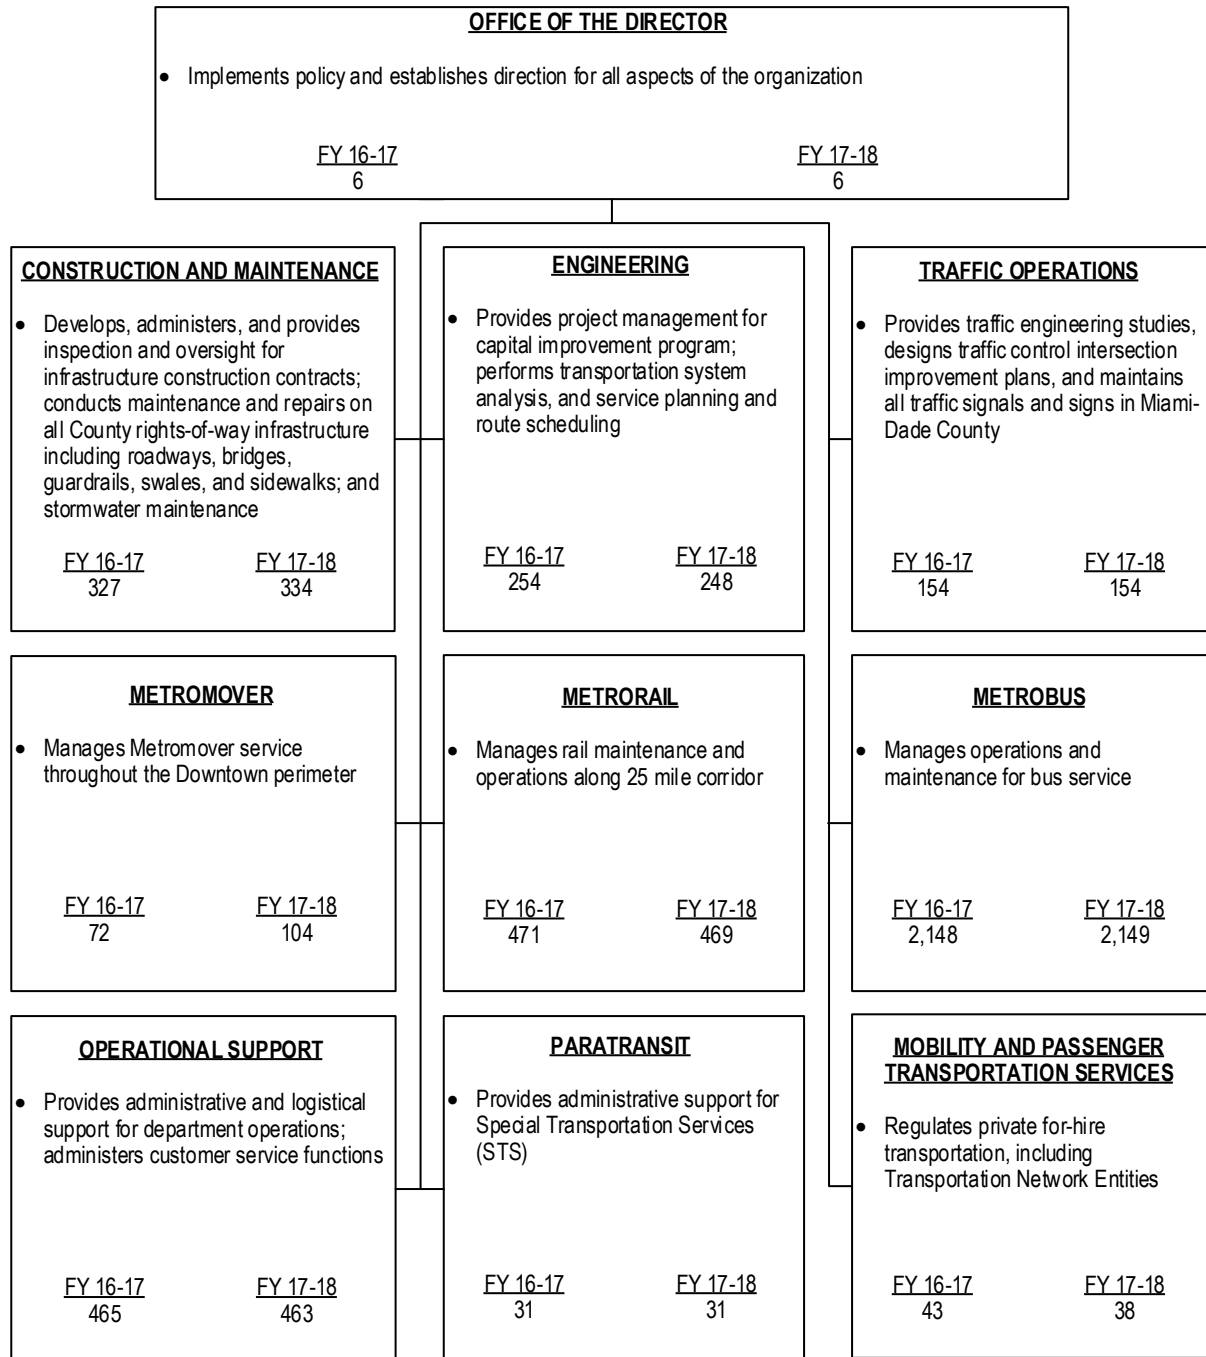 OFFICE OF THE DIRECTOR
• Implements policy and establishes direction for all aspects of the organization
FY 16-17 FY 17-18
6 6
CONSTRUCTION AND MAINTENANCE
• Develops, administers, and provides
inspection and oversight for
infrastructure construction contracts;
conducts maintenance and repairs on
all County rights-of-way infrastructure
including roadways, bridges,
guardrails, swales, and sidewalks; and
stormwater maintenance
FY 16-17 FY 17-18
327 334
ENGINEERING
• Provides project management for
capital improvement program;
performs transportation system
analysis, and service planning and
route scheduling
FY 16-17 FY 17-18
254 248
TRAFFIC OPERATIONS
• Provides traffic engineering studies,
designs traffic control intersection
improvement plans, and maintains
all traffic signals and signs in Miami-
Dade County
FY 16-17 FY 17-18
154 154
METROMOVER
• Manages Metromover service
throughout the Downtown perimeter
FY 16-17 FY 17-18
72 104
METRORAIL
• Manages rail maintenance and
operations along 25 mile corridor
FY 16-17 FY 17-18
471 469
METROBUS
• Manages operations and
maintenance for bus service
FY 16-17 FY 17-18
2,148 2,149
OPERATIONAL SUPPORT
• Provides administrative and logistical
support for department operations;
administers customer service functions
FY 16-17 FY 17-18
465 463
PARATRANSIT
• Provides administrative support for
Special Transportation Services
(STS)
FY 16-17 FY 17-18
31 31
MOBILITY AND PASSENGER
TRANSPORTATION SERVICES
• Regulates private for-hire
transportation, including
Transportation Network Entities
FY 16-17 FY 17-18
43 38